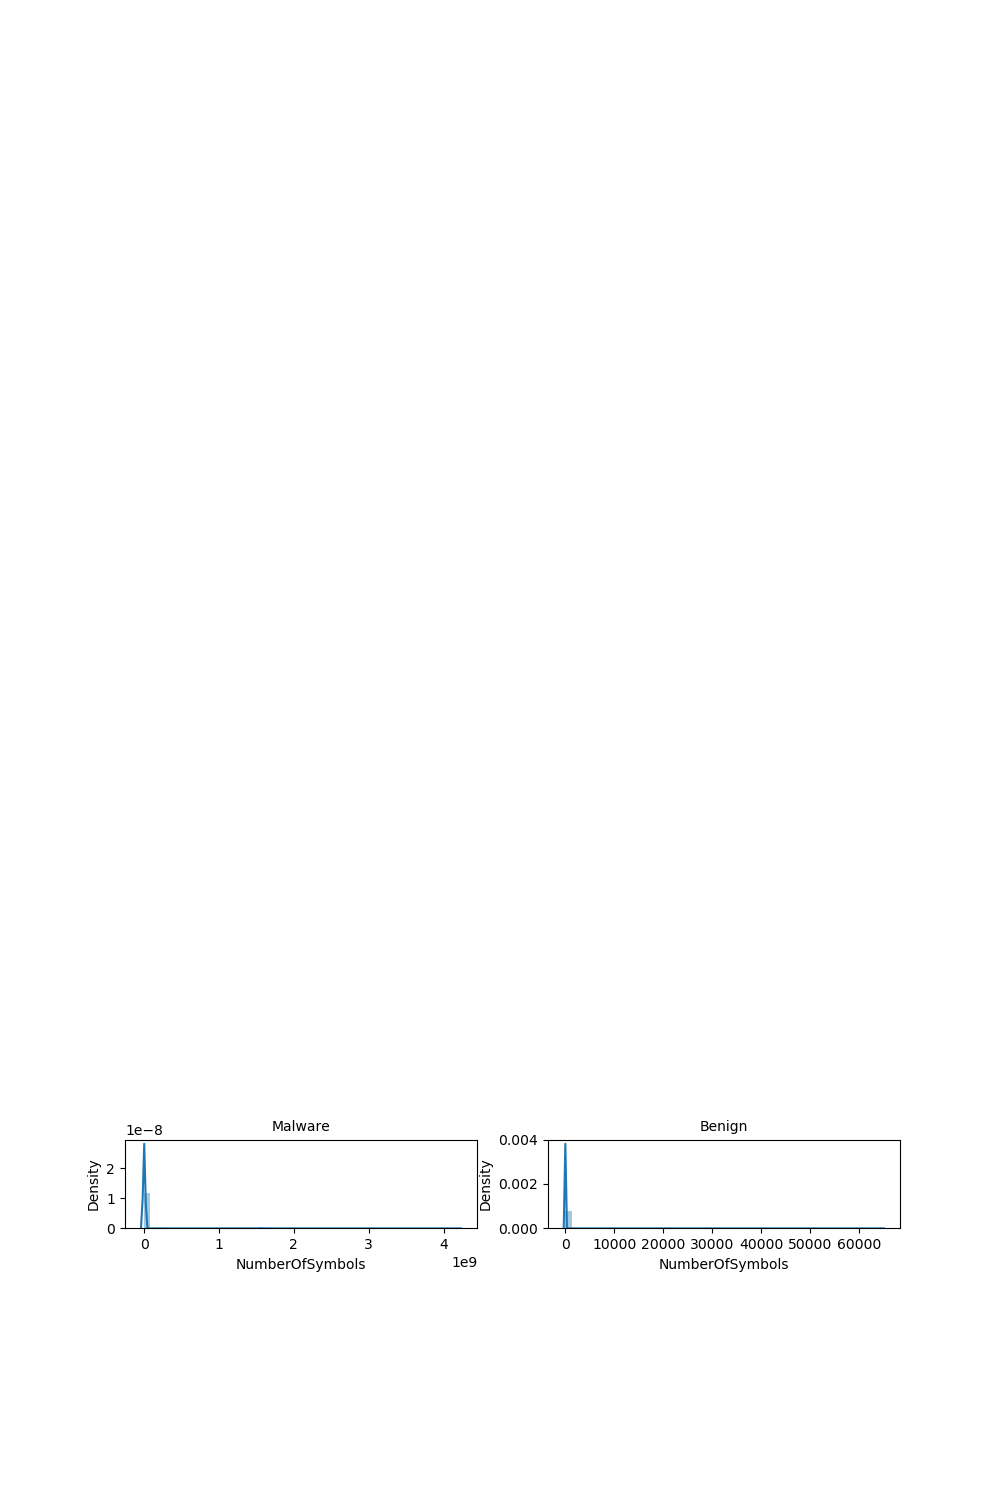 Malware
1e−8
Density
2
1
0
0 1 2 3 4
1e9
NumberOfSymbols
Benign
Density
0.004
0.002
0.000
0 10000 20000 30000 40000 50000 60000
NumberOfSymbols